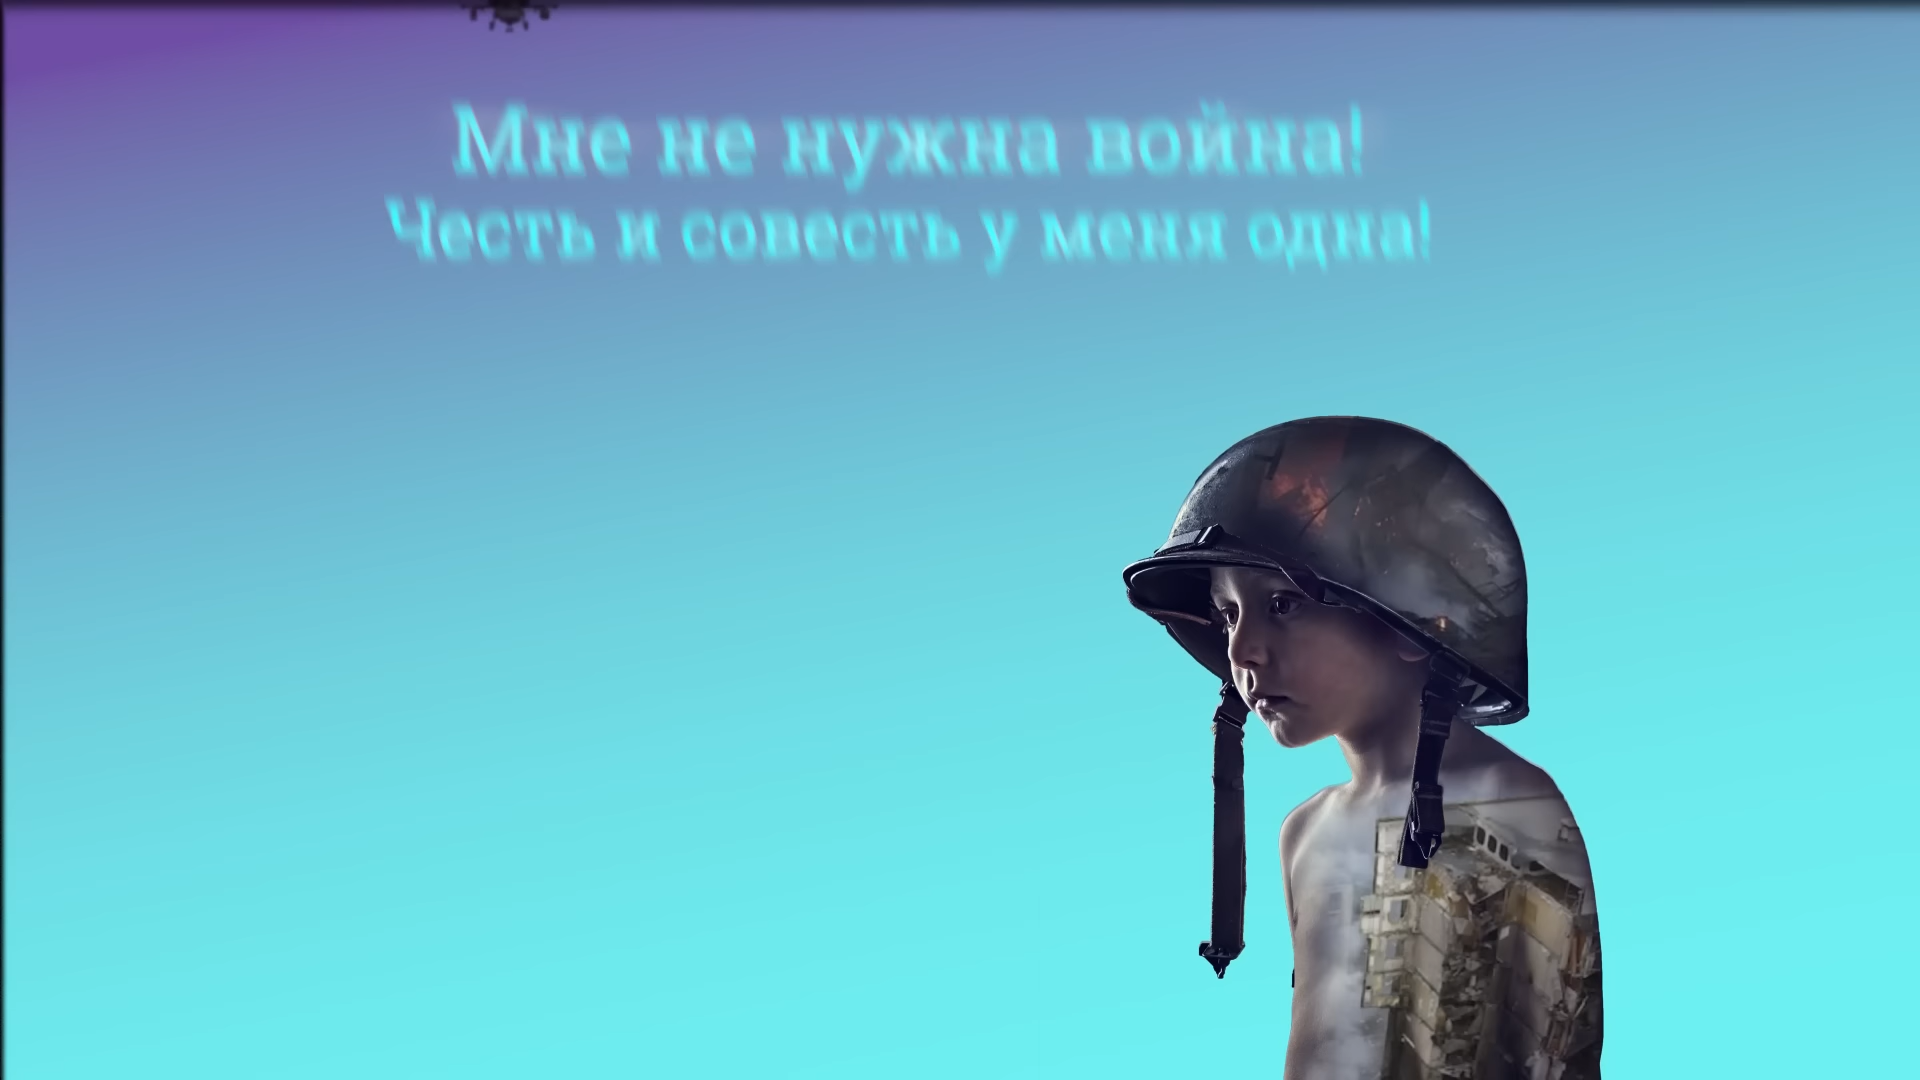 Мне не нужна война!
Честь и совесть у меня одна!